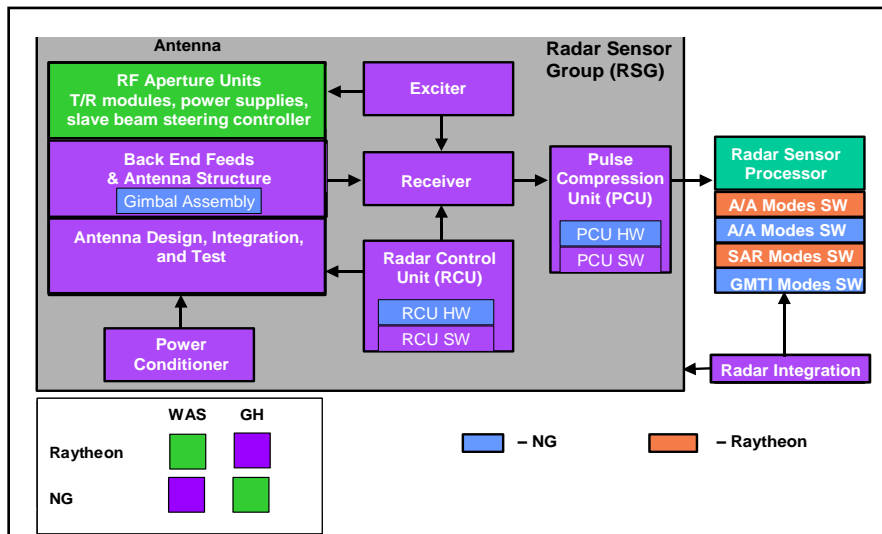 Antenna
Radar Sensor
Group (RSG)
RF Aperture Units
T/R modules, power supplies,
slave beam steering controller
Exciter
Back End Feeds
& Antenna Structure
Gimbal Assembly
Receiver
Pulse
Compression
Unit (PCU)
PCU HW
PCU SW
Radar Sensor
Processor
A/A Modes SW
A/A Modes SW
SAR Modes SW
GMTI Modes SW
Antenna Design, Integration,
and Test
Radar Control
Unit (RCU)
RCU HW
RCU SW
Power
Conditioner
Radar Integration
WAS GH
Raytheon
NG
– NG
– Raytheon